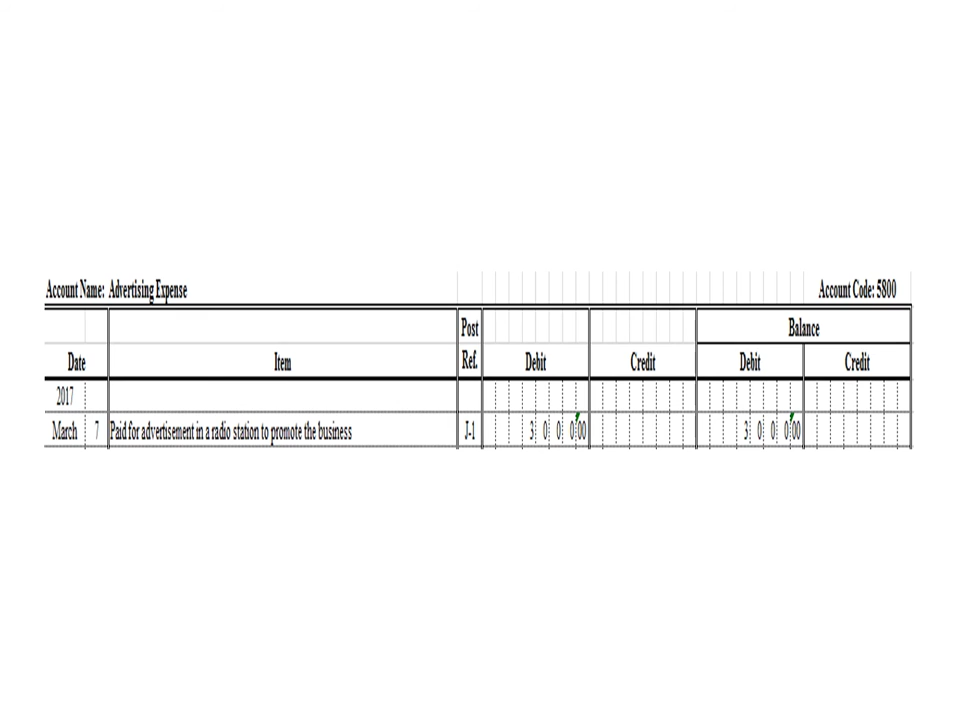 Account Name: Advertising Expense Account Code: 5800
Post Balance
Date Item Ref. Debit Credit Debit Credit
2017
March 7 Paid for advertisement in a radio station to promote the business J-1 3 0 0 0 00 3 0 0 0 00